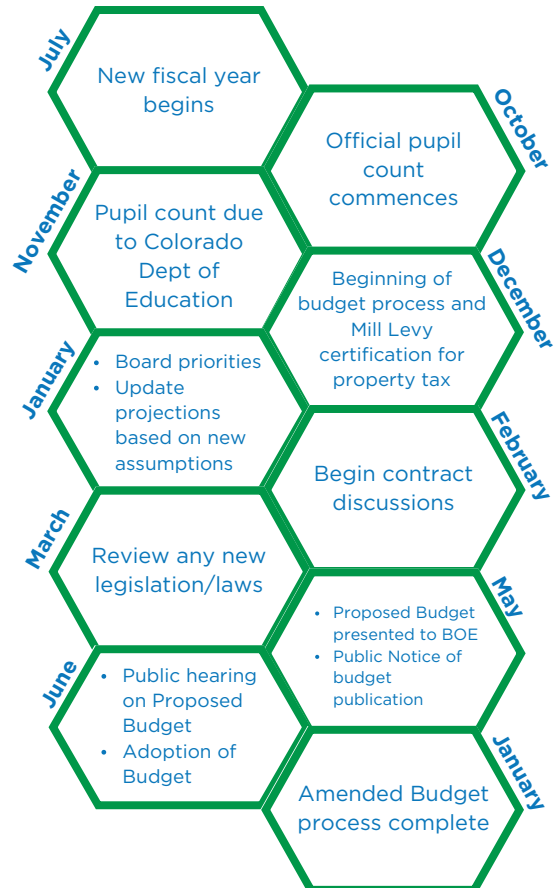 July
New fiscal year
begins
October
Official pupil
count
commences
November
Pupil count due
to Colorado
Dept of
Education
December
Beginning of
budget process and
Mill Levy
certification for
property tax
January
• Board priorities
• Update
projections
based on new
assumptions
February
Begin contract
discussions
March
Review any new
legislation/laws
May
• Proposed Budget
presented to BOE
• Public Notice of
budget
publication
June
• Public hearing
on Proposed
Budget
• Adoption of
Budget
January
Amended Budget
process complete